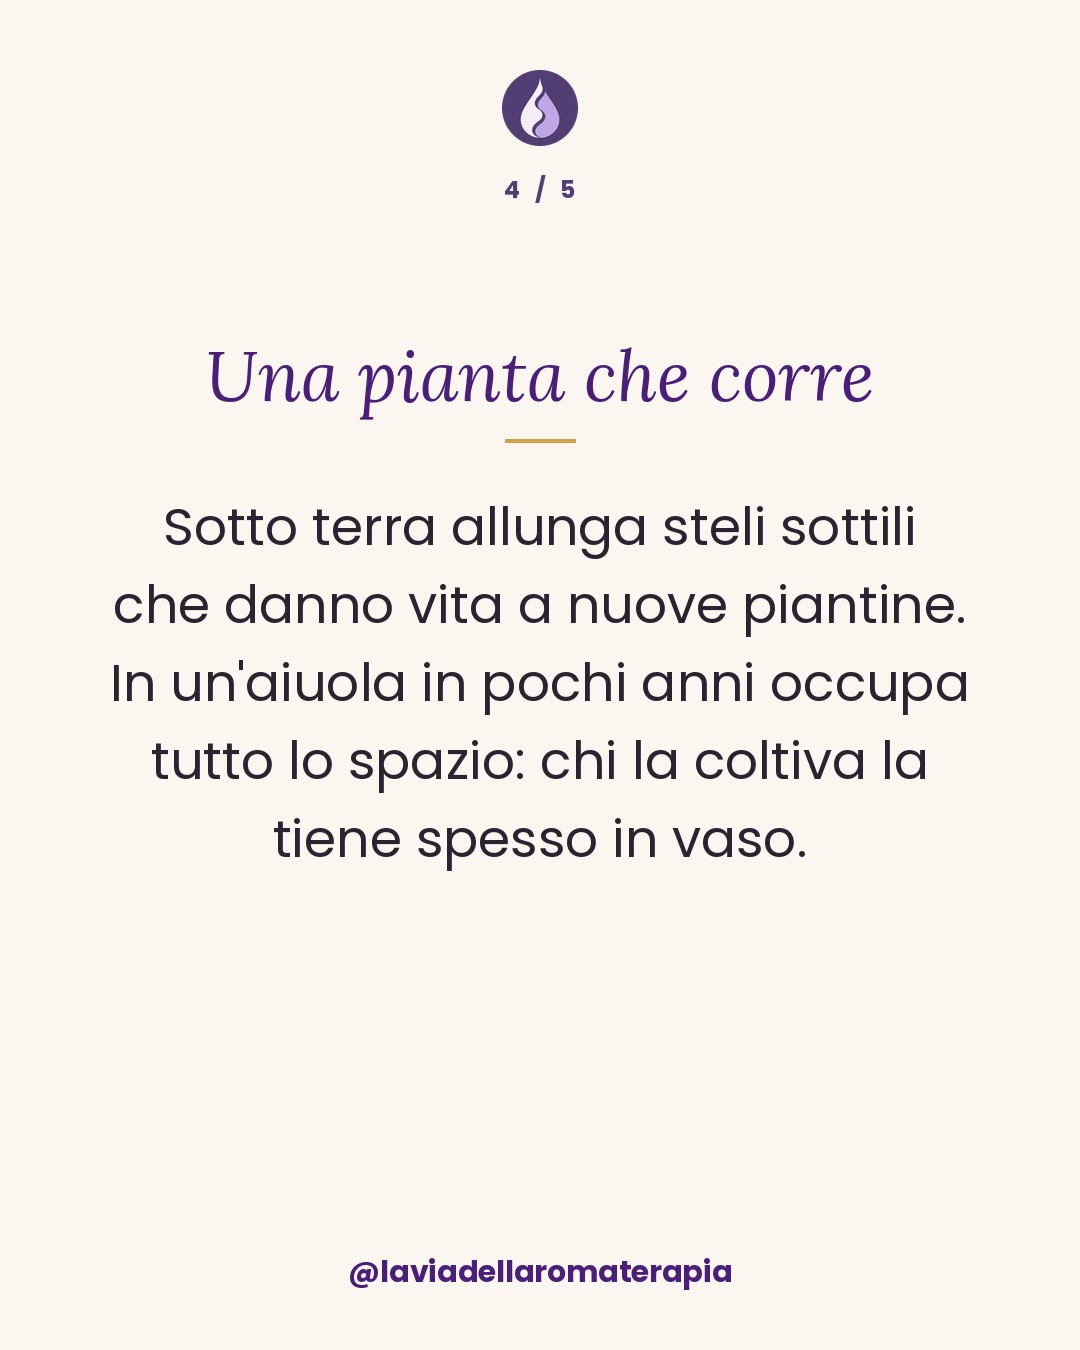 4 / 5
Una pianta che corre
Sotto terra allunga steli sottili
che danno vita a nuove piantine.
In un'aiuola in pochi anni occupa
tutto lo spazio: chi la coltiva la
tiene spesso in vaso.
@laviadellaromaterapia